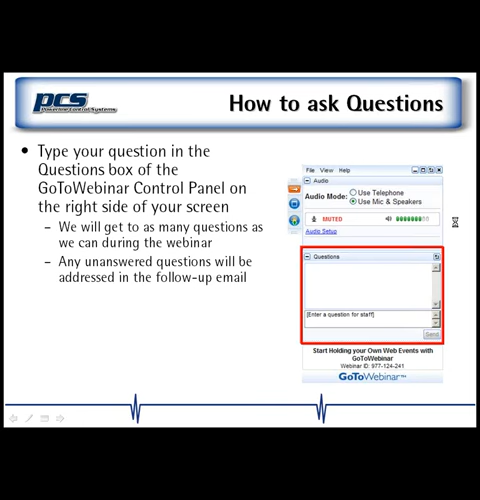 pcs
Powerline Control Systems
How to ask Questions
• Type your question in the
Questions box of the
GoToWebinar Control Panel on
the right side of your screen
– We will get to as many questions as
we can during the webinar
– Any unanswered questions will be
addressed in the follow-up email
File View Help
Audio
Audio Mode: Use Telephone
Use Mic & Speakers
MUTED
Audio Setup
Questions
[Enter a question for staff]
Send
Start Holding your Own Web Events with
GoToWebinar
Webinar ID: 977-124-241
GoToWebinar™